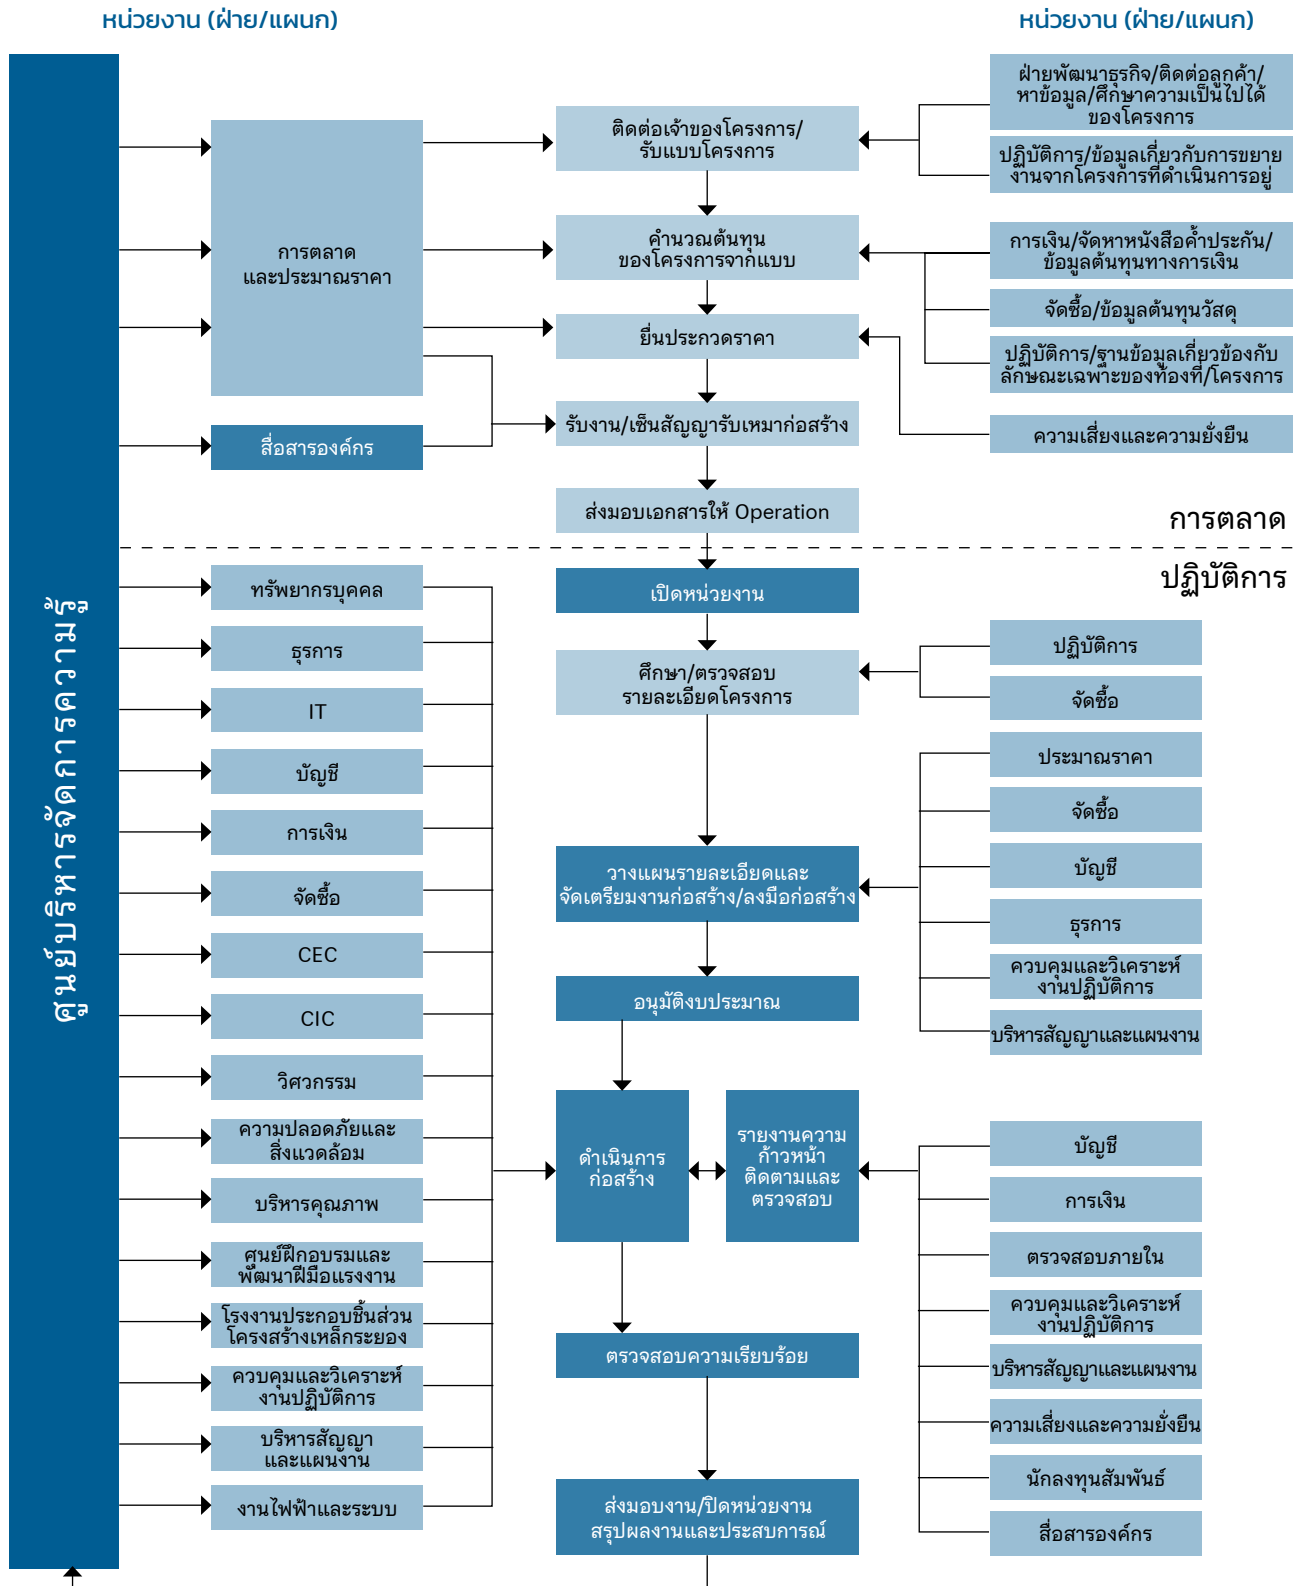 หน่วยงาน (ฝ่าย/แผนก)
หน่วยงาน (ฝ่าย/แผนก)
ศูนย์บริหารจัดการความรู้
การตลาด
และประมาณราคา
สื่อสารองค์กร
ติดต่อเจ้าของโครงการ/
รับแบบโครงการ
คำนวณต้นทุน
ของโครงการจากแบบ
ยื่นประกวดราคา
รับงาน/เซ็นสัญญารับเหมาก่อสร้าง
ส่งมอบเอกสารให้ Operation
ฝ่ายพัฒนาธุรกิจ/ติดต่อลูกค้า/
หาข้อมูล/ศึกษาความเป็นไปได้
ของโครงการ
ปฏิบัติการ/ข้อมูลเกี่ยวกับการขยาย
งานจากโครงการที่ดำเนินการอยู่
การเงิน/จัดหาหนังสือค้ำประกัน/
ข้อมูลต้นทุนทางการเงิน
จัดซื้อ/ข้อมูลต้นทุนวัสดุ
ปฏิบัติการ/ฐานข้อมูลเกี่ยวข้องกับ
ลักษณะเฉพาะของท้องที่/โครงการ
ความเสี่ยงและความยั่งยืน
การตลาด
ปฏิบัติการ
ทรัพยากรบุคคล
ธุรการ
IT
บัญชี
การเงิน
จัดซื้อ
CEC
CIC
วิศวกรรม
ความปลอดภัยและ
สิ่งแวดล้อม
บริหารคุณภาพ
ศูนย์ฝึกอบรมและ
พัฒนาฝีมือแรงงาน
โรงงานประกอบชิ้นส่วน
โครงสร้างเหล็กระยอง
ควบคุมและวิเคราะห์
งานปฏิบัติการ
บริหารสัญญา
และแผนงาน
งานไฟฟ้าและระบบ
เปิดหน่วยงาน
ศึกษา/ตรวจสอบ
รายละเอียดโครงการ
วางแผนรายละเอียดและ
จัดเตรียมงานก่อสร้าง/ลงมือก่อสร้าง
อนุมัติงบประมาณ
ดำเนินการ
ก่อสร้าง
รายงานความ
ก้าวหน้า
ติดตามและ
ตรวจสอบ
ตรวจสอบความเรียบร้อย
ส่งมอบงาน/ปิดหน่วยงาน
สรุปผลงานและประสบการณ์
ปฏิบัติการ
จัดซื้อ
ประมาณราคา
จัดซื้อ
บัญชี
ธุรการ
ควบคุมและวิเคราะห์
งานปฏิบัติการ
บริหารสัญญาและแผนงาน
บัญชี
การเงิน
ตรวจสอบภายใน
ควบคุมและวิเคราะห์
งานปฏิบัติการ
บริหารสัญญาและแผนงาน
ความเสี่ยงและความยั่งยืน
นักลงทุนสัมพันธ์
สื่อสารองค์กร